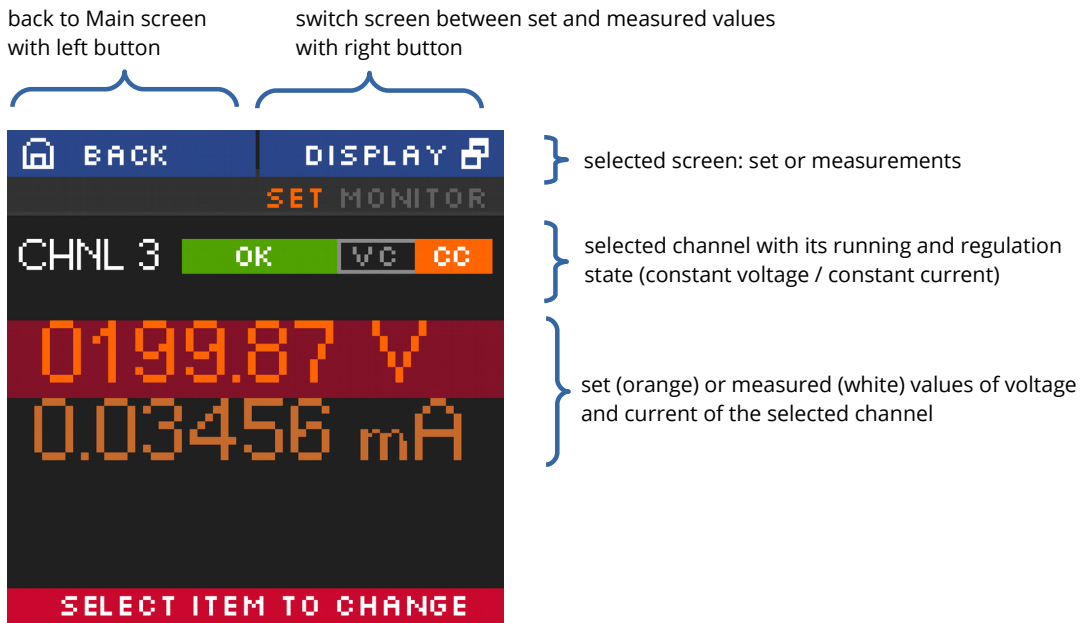 back to Main screen
with left button
switch screen between set and measured values
with right button
BACK
DISPLAY
selected screen: set or measurements
SET MONITOR
CHNL 3 OK VC CC
selected channel with its running and regulation
state (constant voltage / constant current)
0199.87 V
0.03456 mA
set (orange) or measured (white) values of voltage
and current of the selected channel
SELECT ITEM TO CHANGE